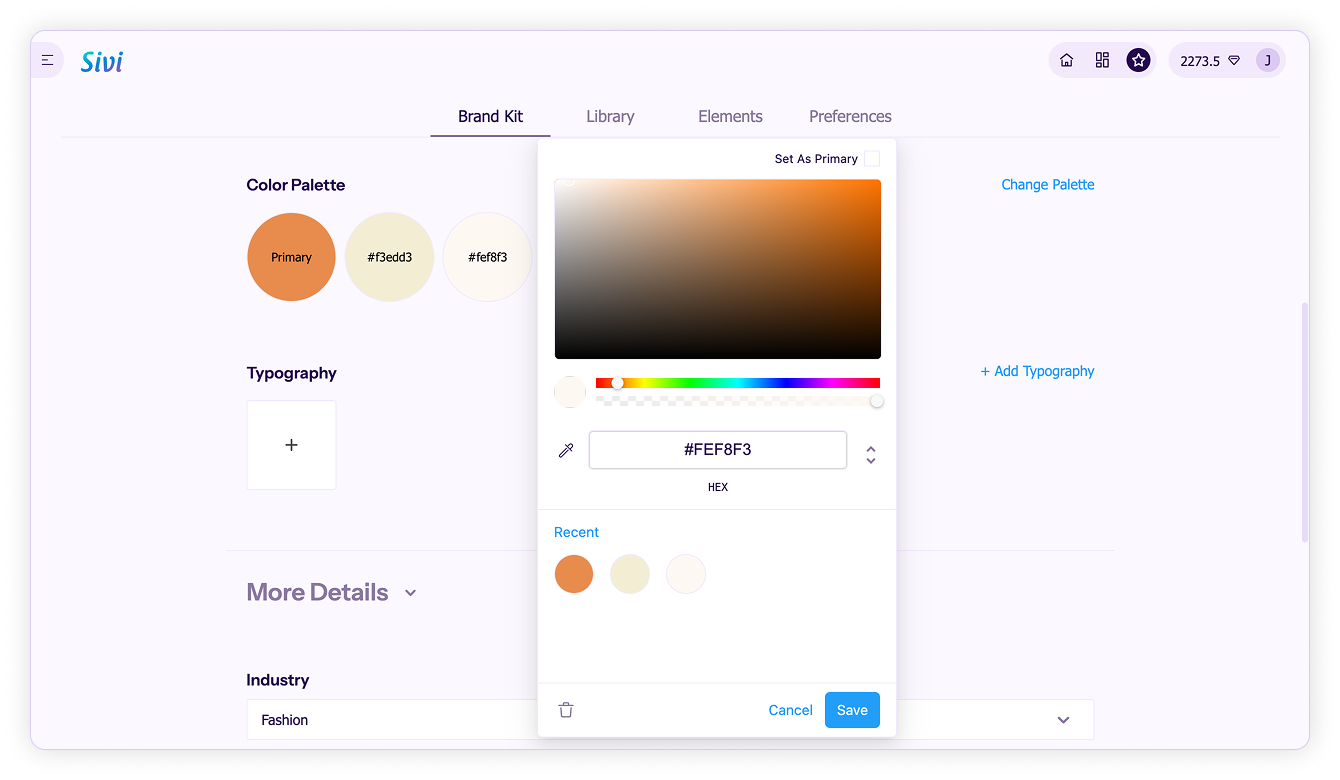 Sivi
2273.5
J
Brand Kit
Library
Elements
Preferences
Set As Primary
Color Palette
Change Palette
Primary
#f3edd3
#fef8f3
Typography
+ Add Typography
+
#FEF8F3
HEX
Recent
More Details
Industry
Fashion
Cancel
Save